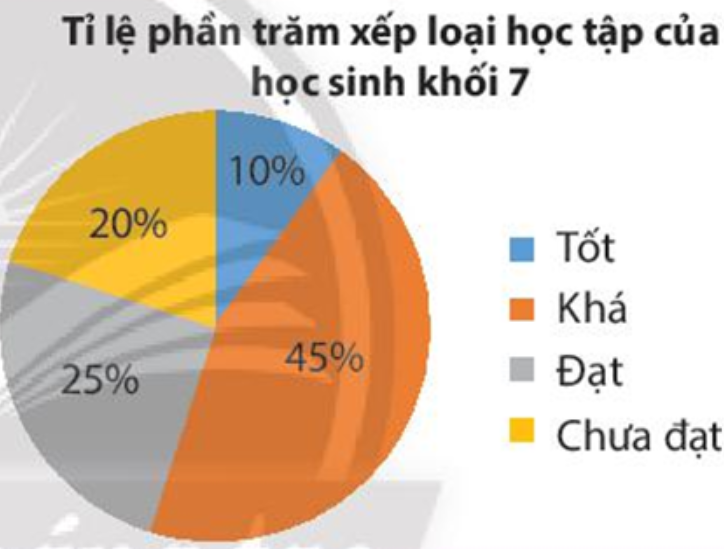 Tỉ lệ phần trăm xếp loại học tập của
học sinh khối 7
10%
20%
45%
25%
Tốt
Khá
Đạt
Chưa đạt